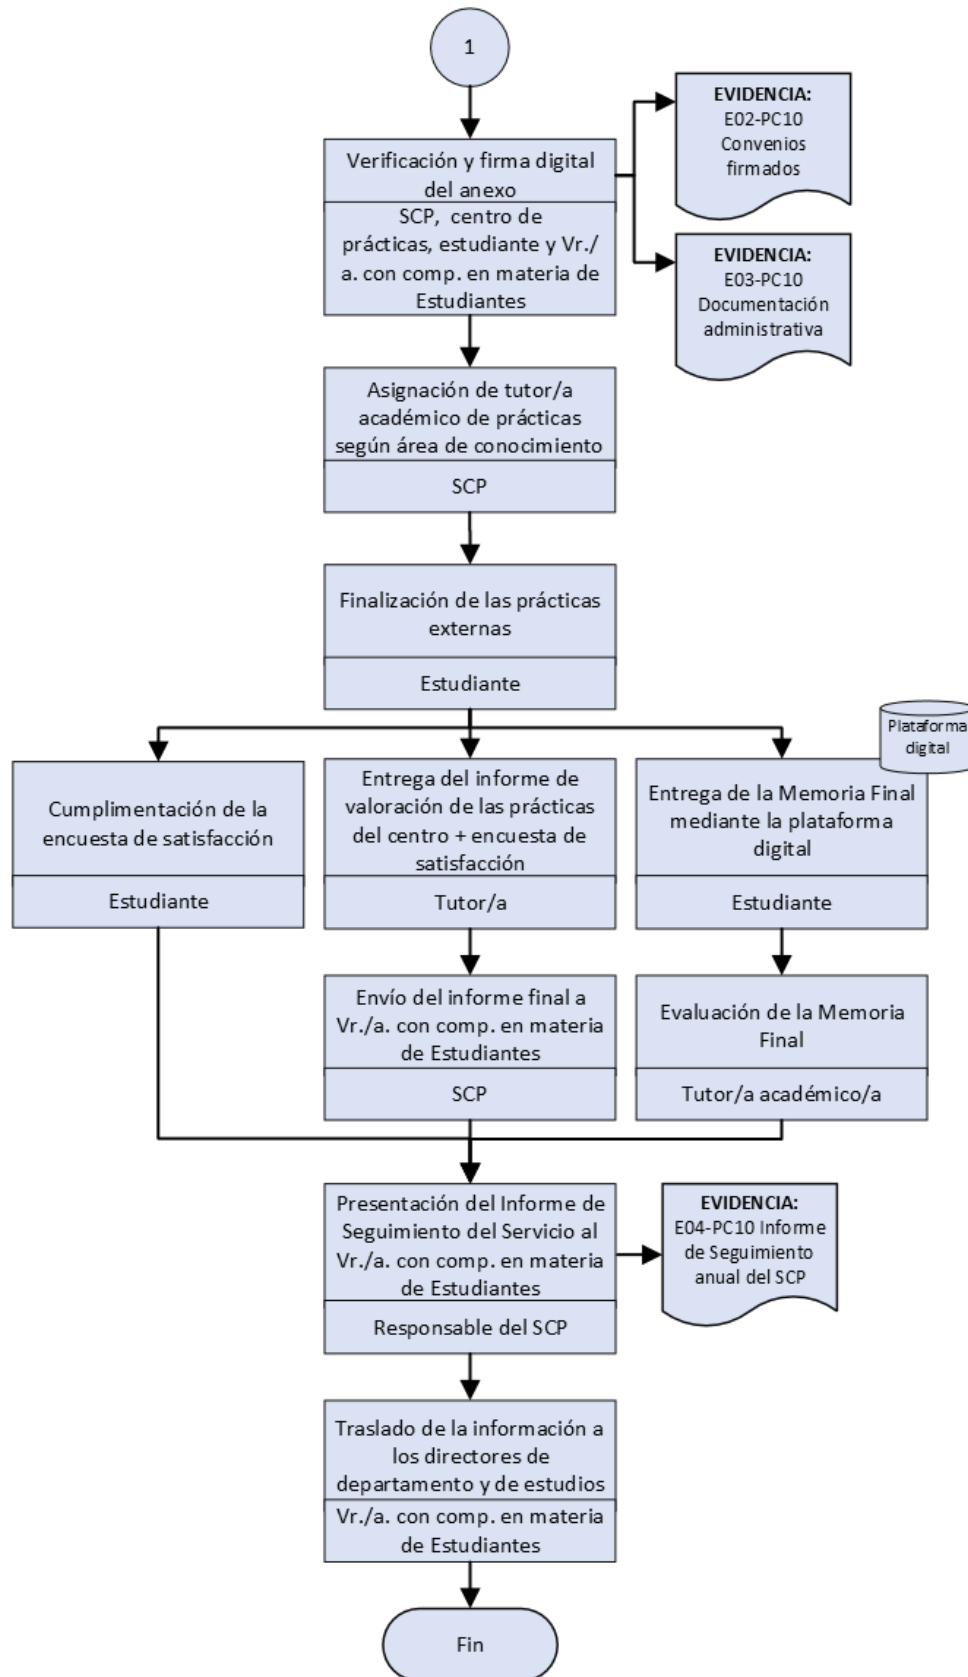 1
EVIDENCIA:
E02-PC10
Convenios
firmados
Verificación y firma digital
del anexo
SCP, centro de
prácticas, estudiante y Vr./
a. con comp. en materia de
Estudiantes
EVIDENCIA:
E03-PC10
Documentación
administrativa
Asignación de tutor/a
académico de prácticas
según área de conocimiento
SCP
Finalización de las prácticas
externas
Estudiante
Plataforma
digital
Cumplimentación de la
encuesta de satisfacción
Estudiante
Entrega del informe de
valoración de las prácticas
del centro + encuesta de
satisfacción
Tutor/a
Entrega de la Memoria Final
mediante la plataforma
digital
Estudiante
Envío del informe final a
Vr./a. con comp. en materia
de Estudiantes
SCP
Evaluación de la Memoria
Final
Tutor/a académico/a
Presentación del Informe de
Seguimiento del Servicio al
Vr./a. con comp. en materia
de Estudiantes
Responsable del SCP
EVIDENCIA:
E04-PC10 Informe
de Seguimiento
anual del SCP
Traslado de la información a
los directores de
departamento y de estudios
Vr./a. con comp. en materia
de Estudiantes
Fin